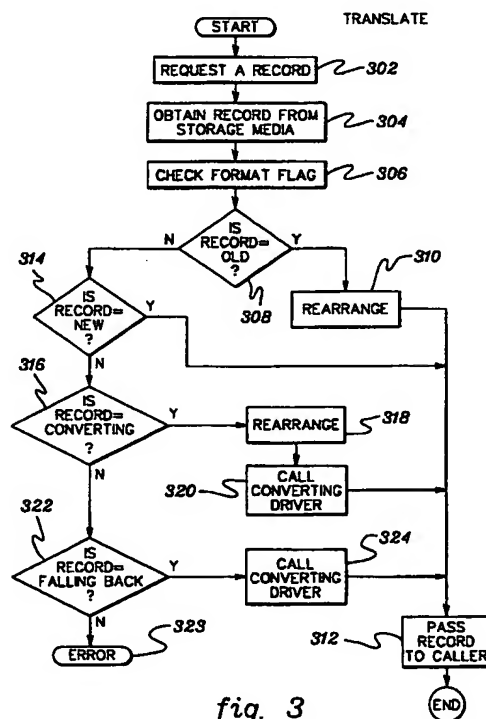 TRANSLATE
START
REQUEST A RECORD
302
OBTAIN RECORD FROM
STORAGE MEDIA
304
CHECK FORMAT FLAG
306
IS
RECORD=
OLD
?
N
Y
308
310
REARRANGE
314
IS
RECORD=
NEW
?
Y
N
316
IS
RECORD=
CONVERTING
?
Y
N
REARRANGE
318
320
CALL
CONVERTING
DRIVER
322
IS
RECORD=
FALLING BACK
?
Y
N
CALL
CONVERTING
DRIVER
324
ERROR
323
312
PASS
RECORD
TO CALLER
END
fig. 3